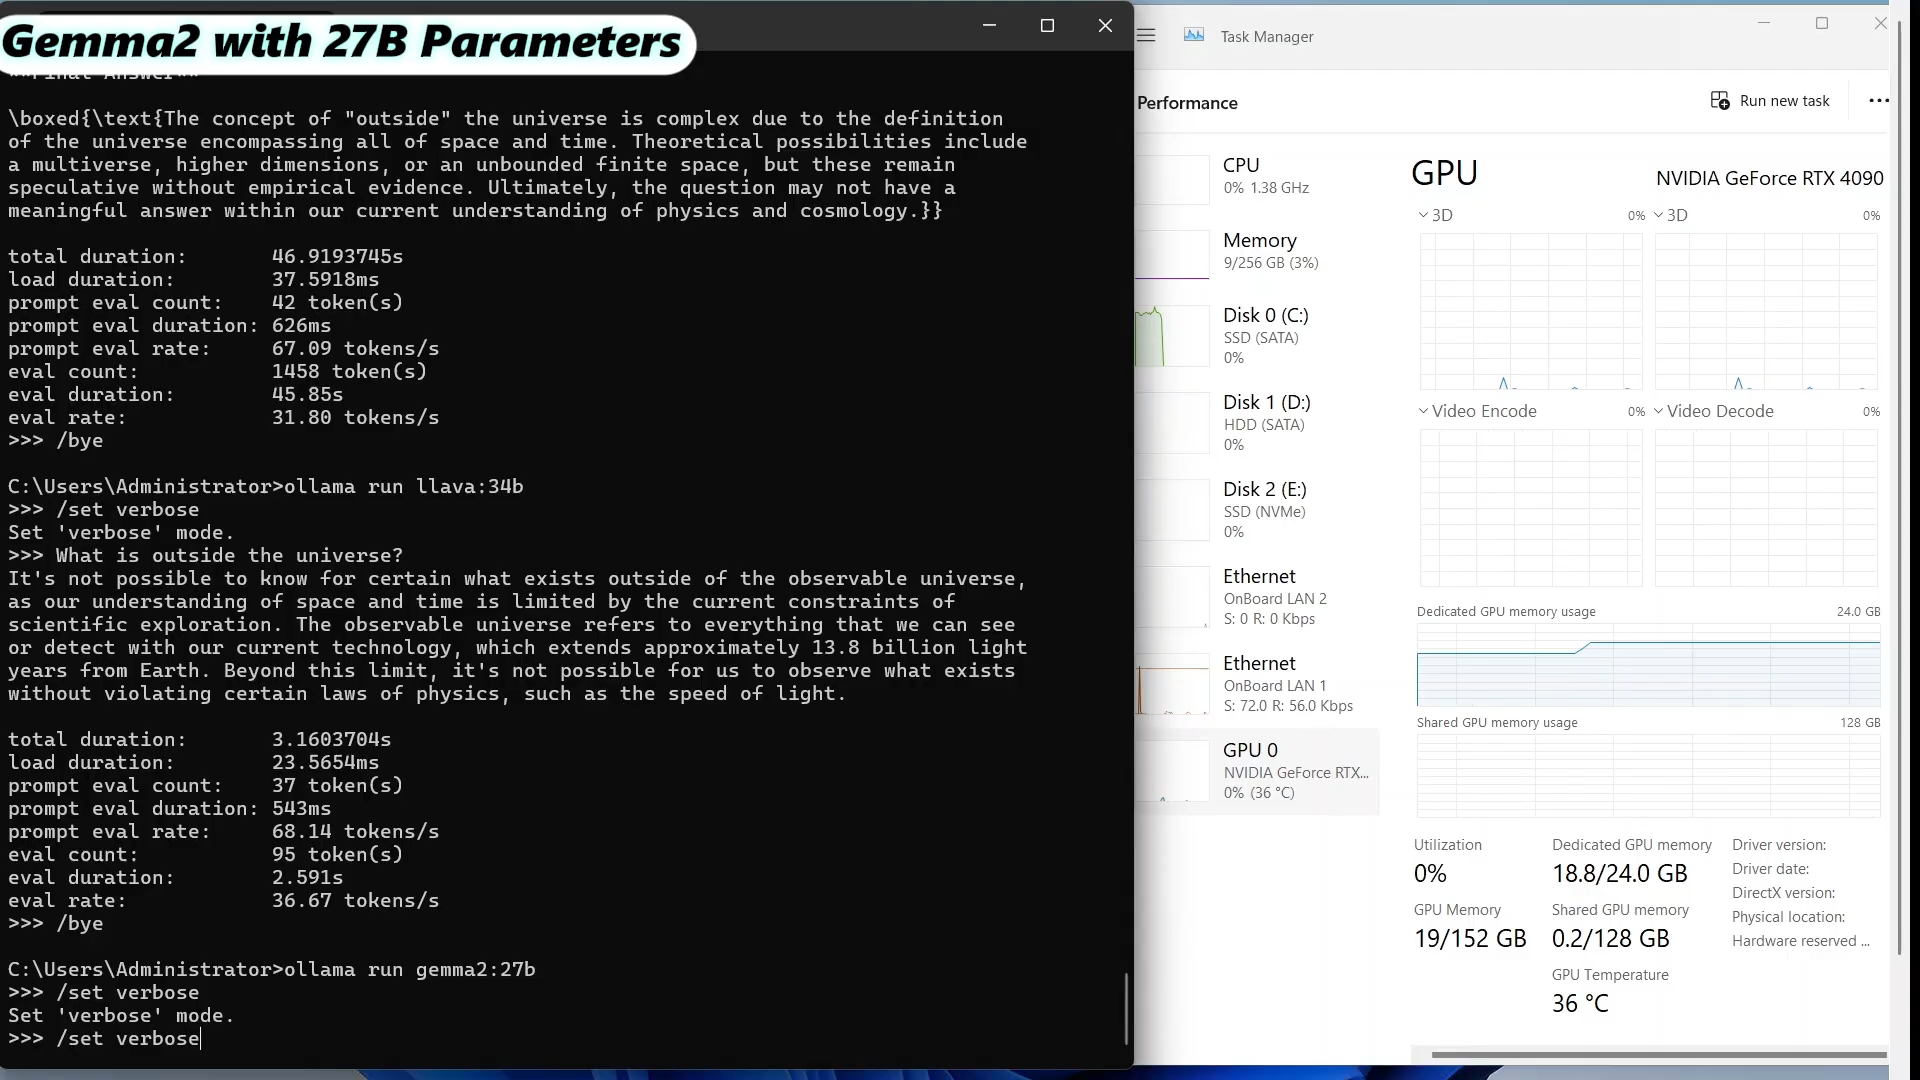 Gemma2 with 27B Parameters
**Final Answer**
\boxed{\text{The concept of "outside" the universe is complex due to the definition
of the universe encompassing all of space and time. Theoretical possibilities include
a multiverse, higher dimensions, or an unbounded finite space, but these remain
speculative without empirical evidence. Ultimately, the question may not have a
meaningful answer within our current understanding of physics and cosmology.}}
total duration: 46.9193745s
load duration: 37.5918ms
prompt eval count: 42 token(s)
prompt eval duration: 626ms
prompt eval rate: 67.09 tokens/s
eval count: 1458 token(s)
eval duration: 45.85s
eval rate: 31.80 tokens/s
>>> /bye
C:\Users\Administrator>ollama run llava:34b
>>> /set verbose
Set 'verbose' mode.
>>> What is outside the universe?
It's not possible to know for certain what exists outside of the observable universe,
as our understanding of space and time is limited by the current constraints of
scientific exploration. The observable universe refers to everything that we can see
or detect with our current technology, which extends approximately 13.8 billion light
years from Earth. Beyond this limit, it's not possible for us to observe what exists
without violating certain laws of physics, such as the speed of light.
total duration: 3.1603704s
load duration: 23.5654ms
prompt eval count: 37 token(s)
prompt eval duration: 543ms
prompt eval rate: 68.14 tokens/s
eval count: 95 token(s)
eval duration: 2.591s
eval rate: 36.67 tokens/s
>>> /bye
C:\Users\Administrator>ollama run gemma2:27b
>>> /set verbose
Set 'verbose' mode.
>>> /set verbose
Task Manager
Performance
Run new task
CPU
0% 1.38 GHz
Memory
9/256 GB (3%)
Disk 0 (C:)
SSD (SATA)
0%
Disk 1 (D:)
HDD (SATA)
0%
Disk 2 (E:)
SSD (NVMe)
0%
Ethernet
OnBoard LAN 2
S: 0 R: 0 Kbps
Ethernet
OnBoard LAN 1
S: 72.0 R: 56.0 Kbps
GPU 0
NVIDIA GeForce RTX...
0% (36 °C)
GPU NVIDIA GeForce RTX 4090
3D 0% 3D 0%
Video Encode 0% Video Decode 0%
Dedicated GPU memory usage 24.0 GB
Shared GPU memory usage 128 GB
Utilization
0%
GPU Memory
19/152 GB
Dedicated GPU memory
18.8/24.0 GB
Shared GPU memory
0.2/128 GB
GPU Temperature
36 °C
Driver version:
Driver date:
DirectX version:
Physical location:
Hardware reserved ...